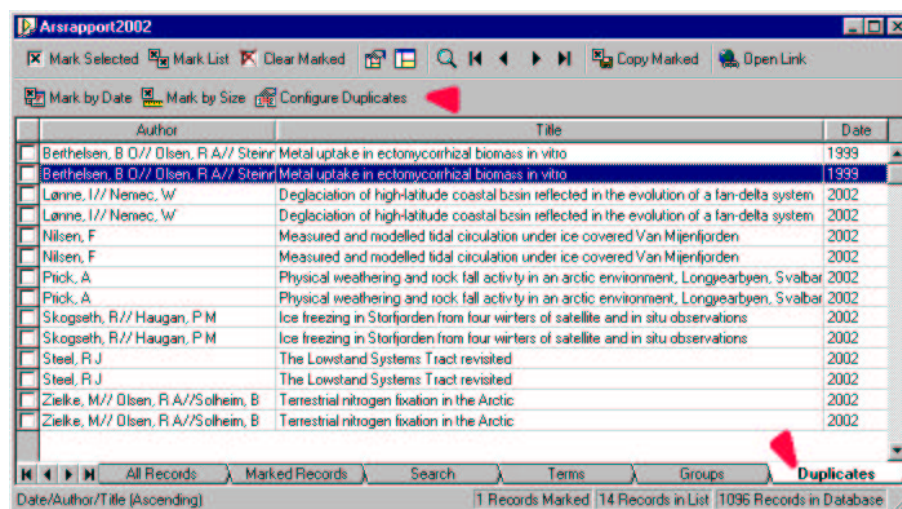 Arsrapport2002
Mark Selected Mark List Clear Marked Copy Marked Open Link
Mark by Date Mark by Size Configure Duplicates
Author Title Date
Berthelsen, B O// Olsen, R A// Steinr Metal uptake in ectomycorrhizal biomass in vitro 1999
Berthelsen, B O// Olsen, R A// Steinr Metal uptake in ectomycorrhizal biomass in vitro 1999
Lønne, I// Nemec, W Deglaciation of high-latitude coastal basin reflected in the evolution of a fan-delta system 2002
Lønne, I// Nemec, W Deglaciation of high-latitude coastal basin reflected in the evolution of a fan-delta system 2002
Nilsen, F Measured and modelled tidal circulation under ice covered Van Mijenfjorden 2002
Nilsen, F Measured and modelled tidal circulation under ice covered Van Mijenfjorden 2002
Prick, A Physical weathering and rock fall activity in an arctic environment, Longyearbyen, Svalbar 2002
Prick, A Physical weathering and rock fall activity in an arctic environment, Longyearbyen, Svalbar 2002
Skogseth, R// Haugan, P M Ice freezing in Storfjorden from four winters of satellite and in situ observations 2002
Skogseth, R// Haugan, P M Ice freezing in Storfjorden from four winters of satellite and in situ observations 2002
Steel, R J The Lowstand Systems Tract revisited 2002
Steel, R J The Lowstand Systems Tract revisited 2002
Zielke, M// Olsen, R A//Solheim, B Terrestrial nitrogen fixation in the Arctic 2002
Zielke, M// Olsen, R A//Solheim, B Terrestrial nitrogen fixation in the Arctic 2002
All Records Marked Records Search Terms Groups Duplicates
Date/Author/Title (Ascending) 1 Records Marked 14 Records in List 1096 Records in Database